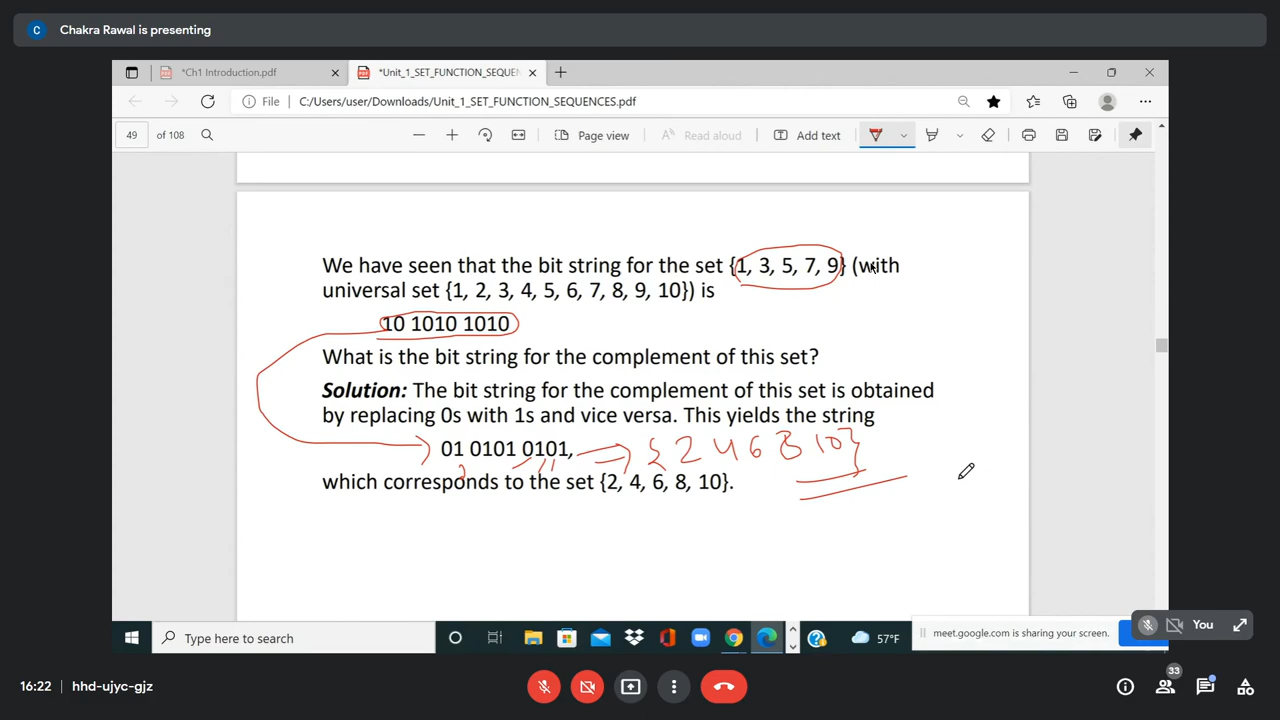 C Chakra Rawal is presenting
*Ch1 Introduction.pdf
*Unit_1_SET_FUNCTION_SEQUEN
File C:/Users/user/Downloads/Unit_1_SET_FUNCTION_SEQUENCES.pdf
49 of 108 Page view Read aloud Add text
We have seen that the bit string for the set {1, 3, 5, 7, 9} (with
universal set {1, 2, 3, 4, 5, 6, 7, 8, 9, 10}) is
10 1010 1010
What is the bit string for the complement of this set?
Solution: The bit string for the complement of this set is obtained
by replacing 0s with 1s and vice versa. This yields the string
01 0101 0101, {2 4 6 8 10}
2
which corresponds to the set {2, 4, 6, 8, 10}.
Type here to search
57°F
meet.google.com is sharing your screen.
You
16:22 hhd-ujyc-gjz
33